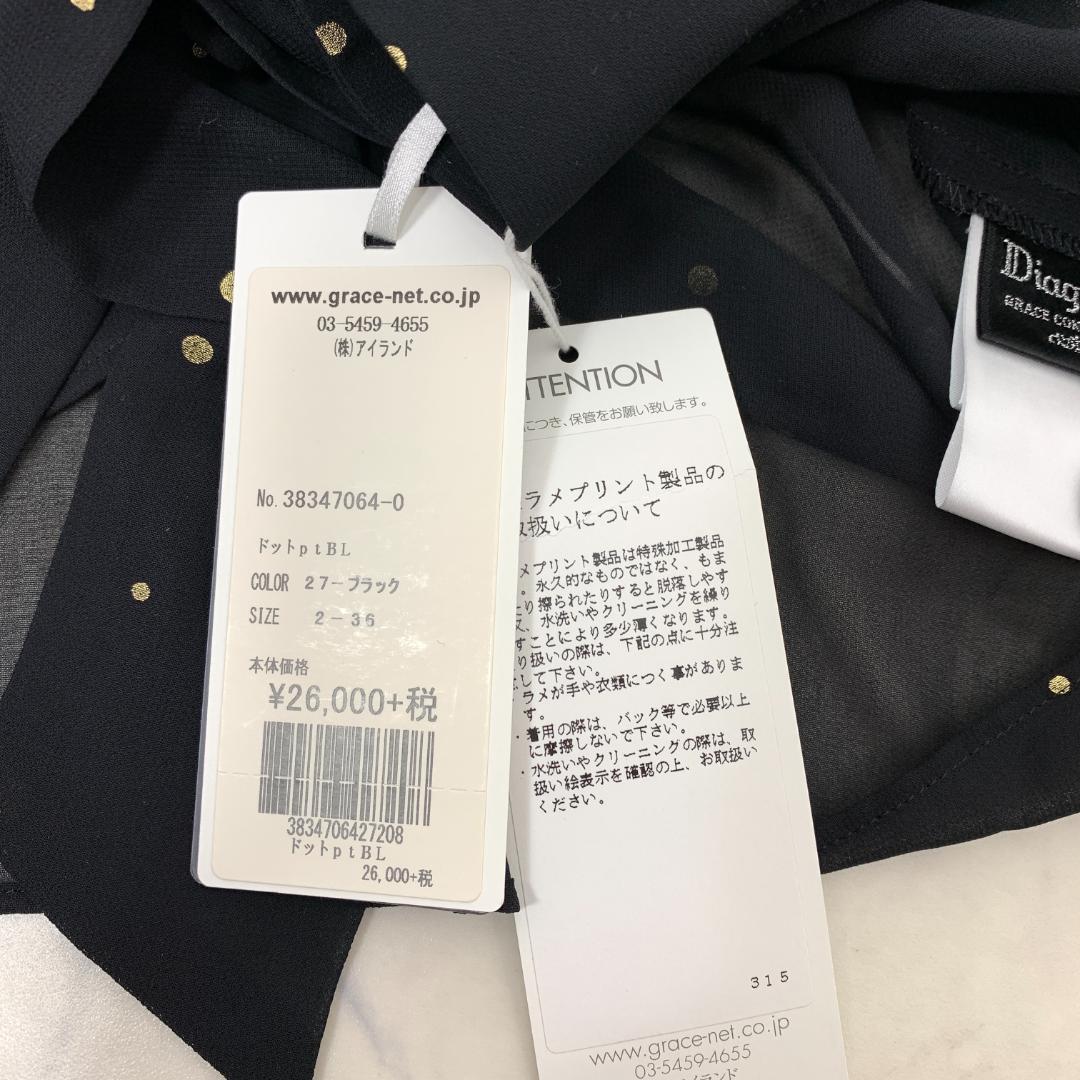 www.grace-net.co.jp
03-5459-4655
(株)アイランド
No. 38347064-0
ドットptBL
COLOR 27-ブラック
SIZE 2-36
本体価格
¥26,000+税
3834706427208
ドットptBL
26,000+税
TTENTION
につき、保管をお願い致します。
ラメプリント製品の
扱いについて
メプリント製品は特殊加工製品
。永久的なものではなく、もま
り擦られたりすると脱落しやす
、水洗いやクリーニングを繰り
すことにより多少薄くなります。
り扱いの際は、下記の点に十分注
して下さい。
ラメが手や衣類につく事がありま
す。
・着用の際は、バック等で必要以上
に摩擦しないで下さい。
・水洗いやクリーニングの際は、取
扱い絵表示を確認の上、お取扱い
ください。
315
www.grace-net.co.jp
03-5459-4655
アイランド
Diag
GRACE CON